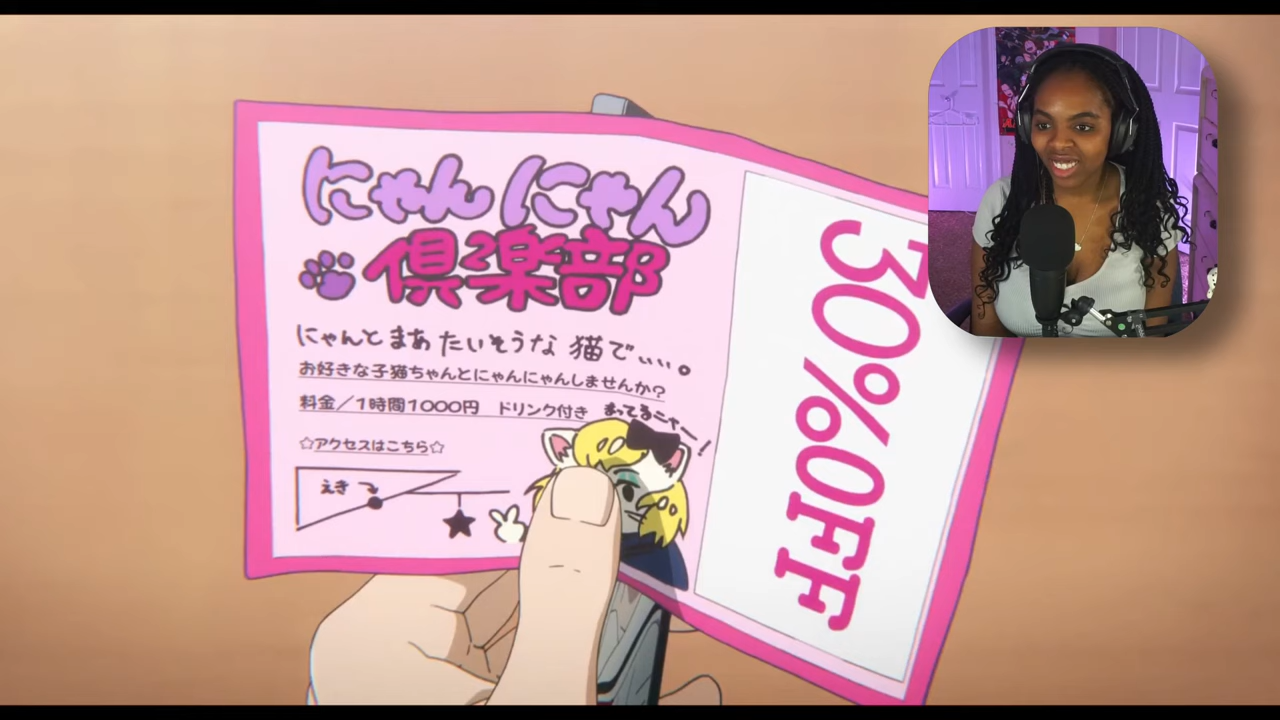 にゃんにゃん
倶楽部
にゃんとまあたいそうな猫でぃぃ。
お好きな子猫ちゃんとにゃんにゃんしませんか？
料金／1時間1000円 ドリンク付き
まってるニャー！
☆アクセスはこちら☆
えき
30%OFF